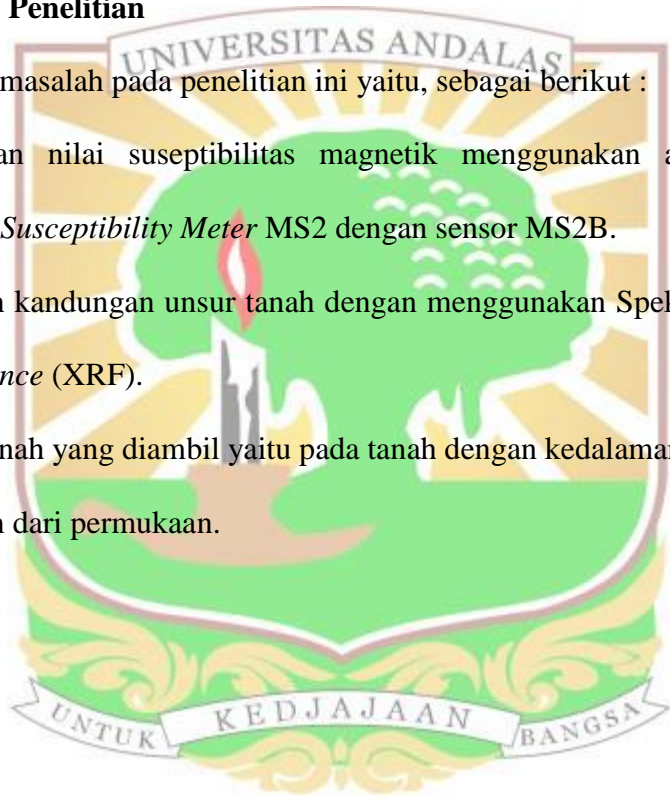 Penelitian
UNIVERSITAS ANDALAS
masalah pada penelitian ini yaitu, sebagai berikut :
an nilai suseptibilitas magnetik menggunakan a
Susceptibility Meter MS2 dengan sensor MS2B.
n kandungan unsur tanah dengan menggunakan Spek
nce (XRF).
nah yang diambil yaitu pada tanah dengan kedalaman
dari permukaan.
UNTUK KEDJAJAAN BANGSA